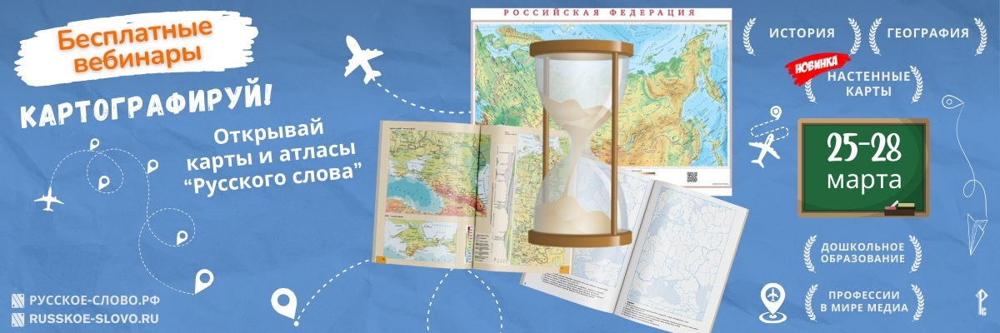 Бесплатные
вебинары
КАРТОГРАФИРУЙ!
Открывай
карты и атласы
“Русского слова”
РУССКОЕ-СЛОВО.РФ
RUSSKOE-SLOVO.RU
РОССИЙСКАЯ ФЕДЕРАЦИЯ
ИСТОРИЯ
ГЕОГРАФИЯ
НОВИНКА
НАСТЕННЫЕ
КАРТЫ
25-28
марта
ДОШКОЛЬНОЕ
ОБРАЗОВАНИЕ
ПРОФЕССИИ
В МИРЕ МЕДИА